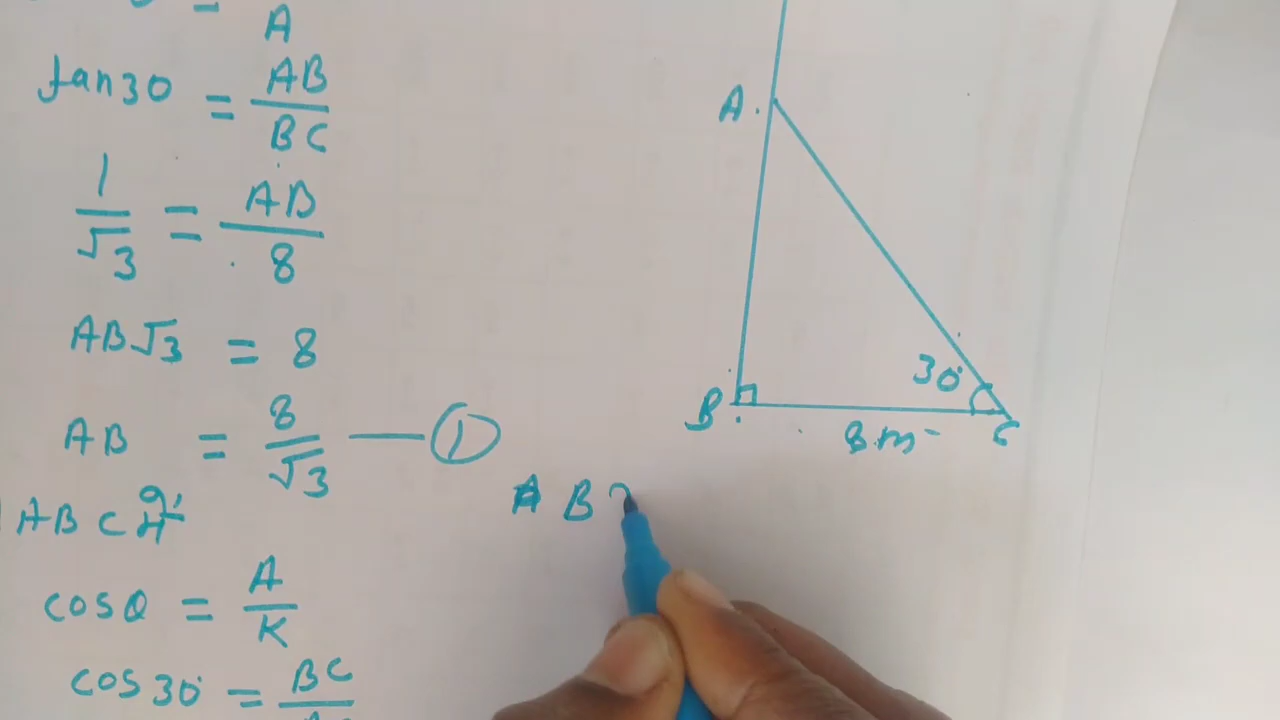 A
tan30 = AB/BC
1/√3 = AB/8
AB√3 = 8
AB = 8/√3 — ①
ABC में
cosθ = A/K
cos30° = BC
A
B
C
30°
8m
A B